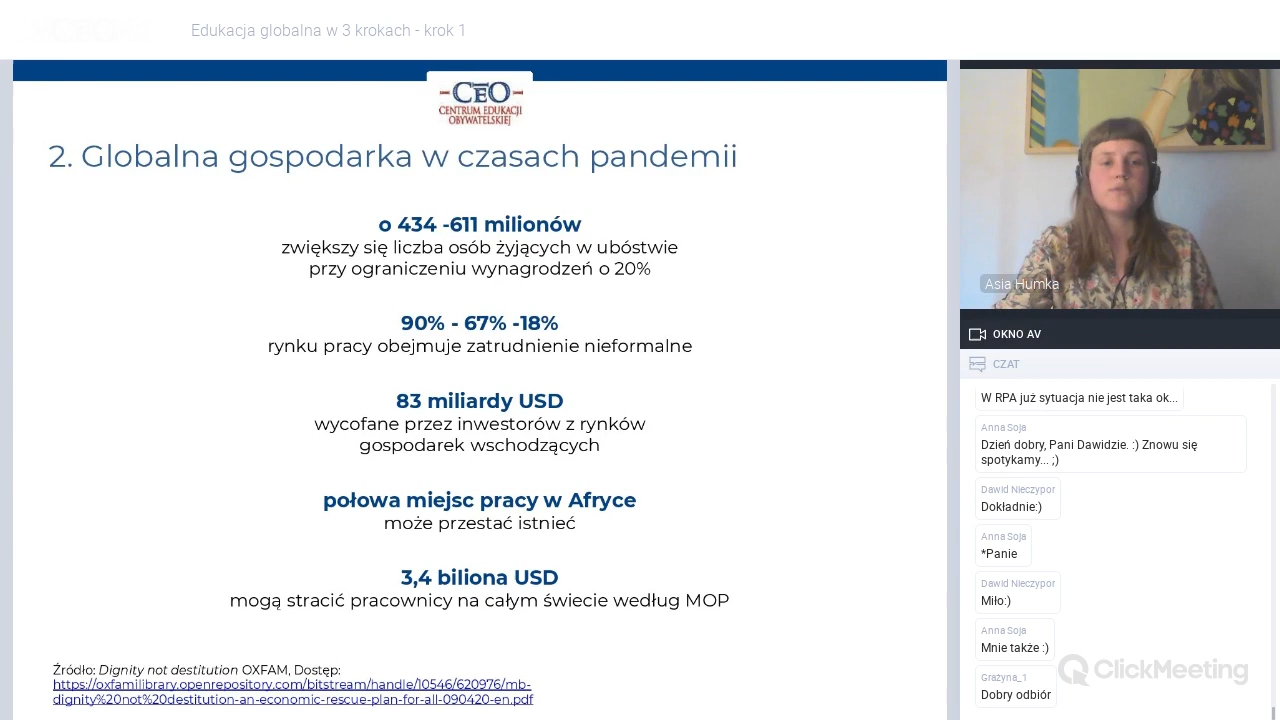 Edukacja globalna w 3 krokach - krok 1
CEO
CENTRUM EDUKACJI
OBYWATELSKIEJ
2. Globalna gospodarka w czasach pandemii
o 434 -611 milionów
zwiększy się liczba osób żyjących w ubóstwie
przy ograniczeniu wynagrodzeń o 20%
90% - 67% -18%
rynku pracy obejmuje zatrudnienie nieformalne
83 miliardy USD
wycofane przez inwestorów z rynków
gospodarek wschodzących
połowa miejsc pracy w Afryce
może przestać istnieć
3,4 biliona USD
mogą stracic pracownicy na całym świecie według MOP
Źródło: Dignity not destitution OXFAM, Dostęp:
https://oxfamilibrary.openrepository.com/bitstream/handle/10546/620976/mb-
dignity%20not%20destitution-an-economic-rescue-plan-for-all-090420-en.pdf
Asia Humka
OKNO AV
CZAT
W RPA już sytuacja nie jest taka ok...
Anna Soja
Dzień dobry, Pani Dawidzie. :) Znowu się
spotykamy... ;)
Dawid Nieczypor
Dokładnie:)
Anna Soja
*Panie
Dawid Nieczypor
Miło:)
Anna Soja
Mnie także :)
ClickMeeting
Grażyna_1
Dobry odbiór